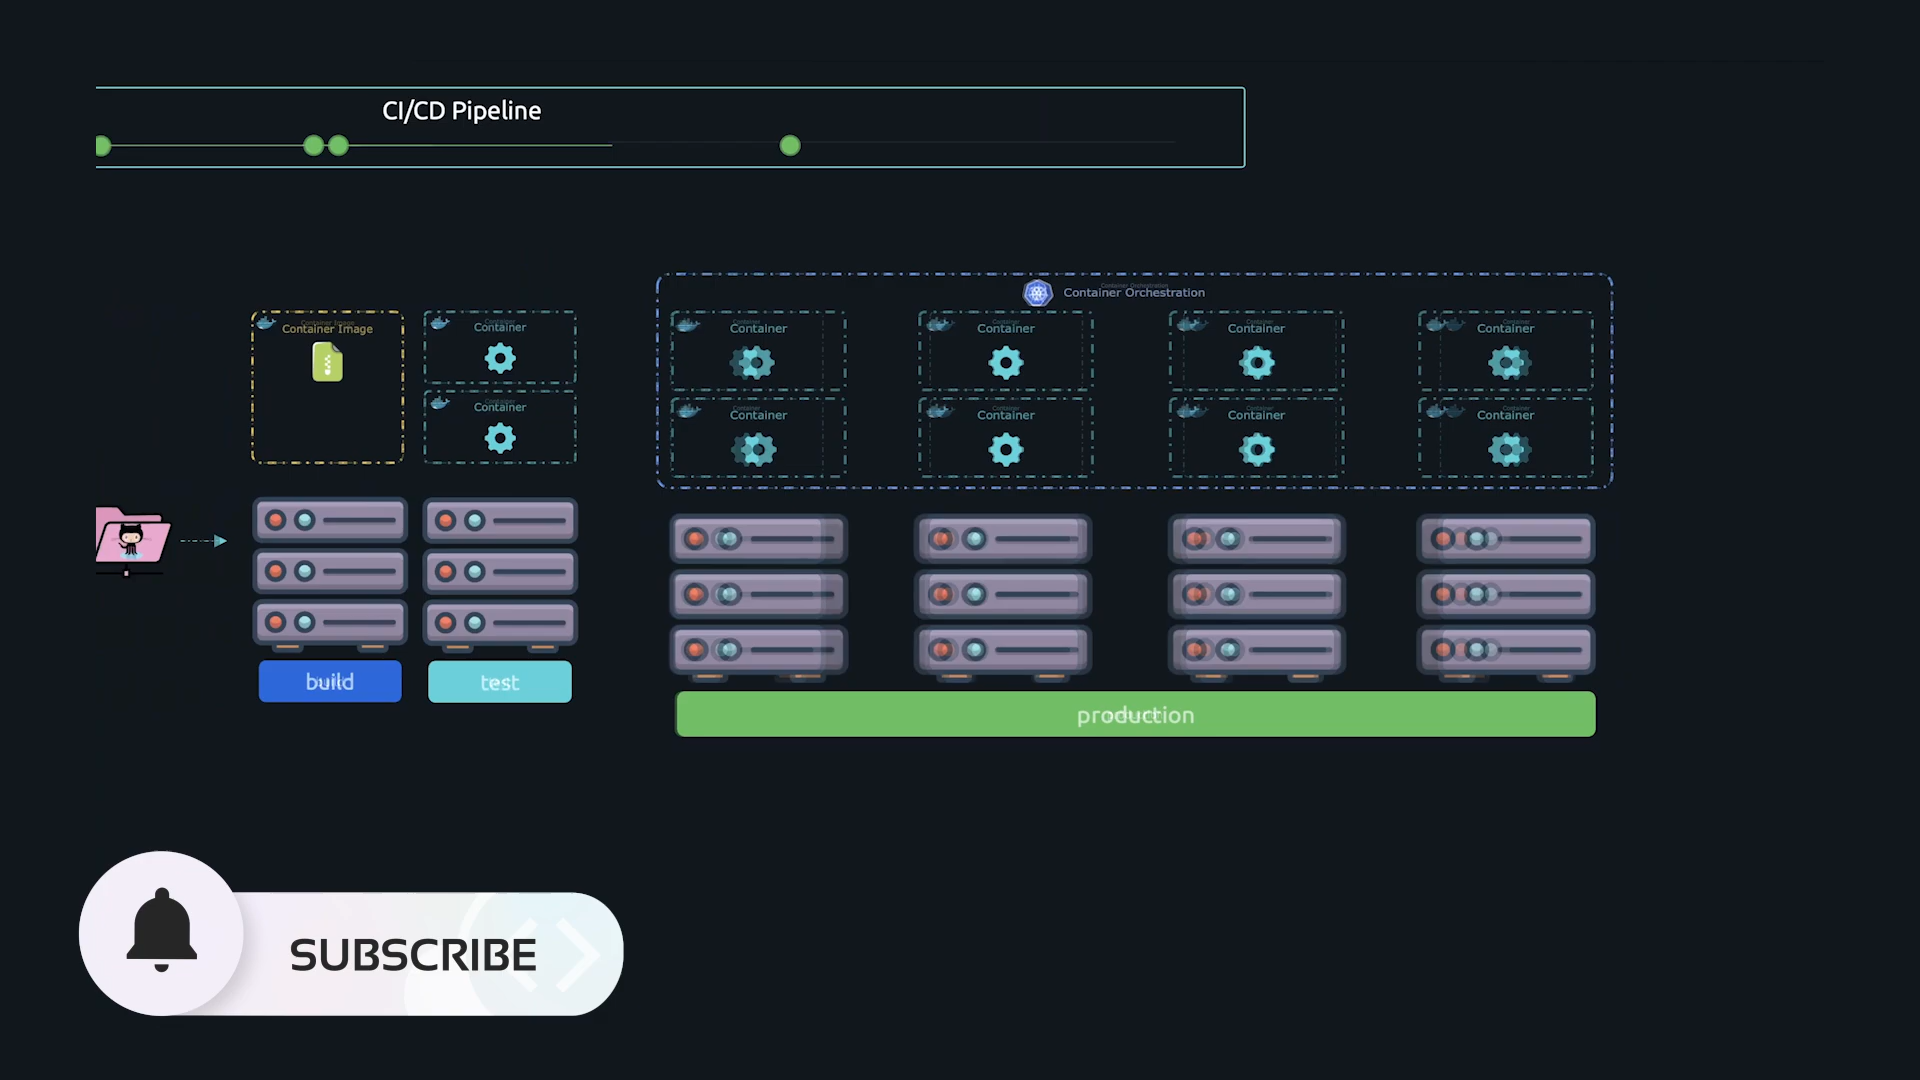 CI/CD Pipeline
Container Orchestration
Container Image
Container
Container
Container
Container
Container
Container
Container
Container
Container
Container
build
test
production
SUBSCRIBE